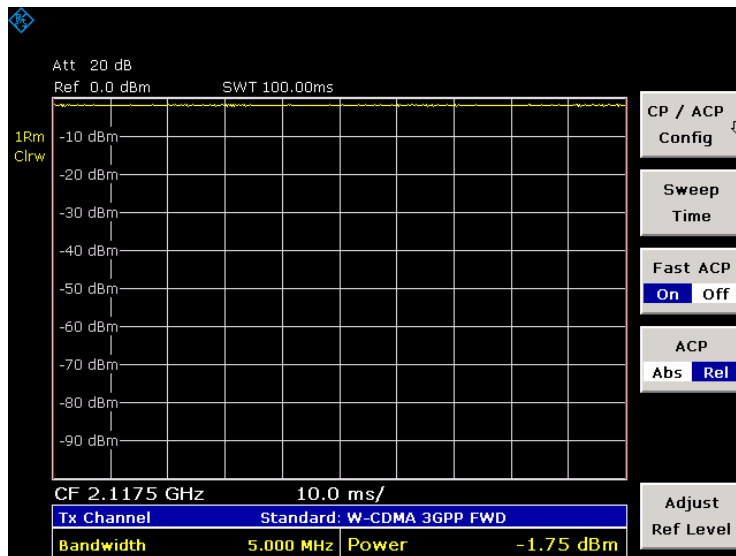 Att 20 dB
Ref 0.0 dBm SWT 100.00ms
1Rm
Clrw
-10 dBm
-20 dBm
-30 dBm
-40 dBm
-50 dBm
-60 dBm
-70 dBm
-80 dBm
-90 dBm
CF 2.1175 GHz 10.0 ms/
Tx Channel Standard: W-CDMA 3GPP FWD
Bandwidth 5.000 MHz Power -1.75 dBm
CP / ACP
Config
Sweep
Time
Fast ACP
On Off
ACP
Abs Rel
Adjust
Ref Level